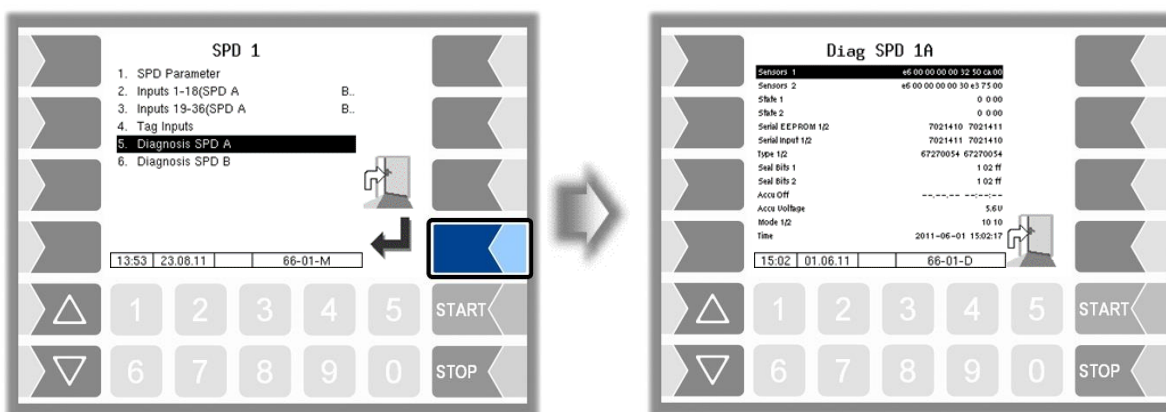 SPD 1
1. SPD Parameter
2. Inputs 1-18(SPD A B..
3. Inputs 19-36(SPD A B..
4. Tag Inputs
5. Diagnosis SPD A
6. Diagnosis SPD B
13:53 23.08.11 66-01-M
1 2 3 4 5 START
6 7 8 9 0 STOP
Diag SPD 1A
Sensors 1 e6 00 00 00 00 32 50 ca 00
Sensors 2 e6 00 00 00 00 30 e3 75 00
State 1 0 0:00
State 2 0 0:00
Serial EEPROM 1/2 7021410 7021411
Serial Input 1/2 7021411 7021410
Type 1/2 67270054 67270054
Seal Bits 1 1 02 ff
Seal Bits 2 1 02 ff
Accu Off --.--.-- --:--:--
Accu Voltage 5.6V
Mode 1/2 10 10
Time 2011-06-01 15:02:17
15:02 01.06.11 66-01-D
1 2 3 4 5 START
6 7 8 9 0 STOP